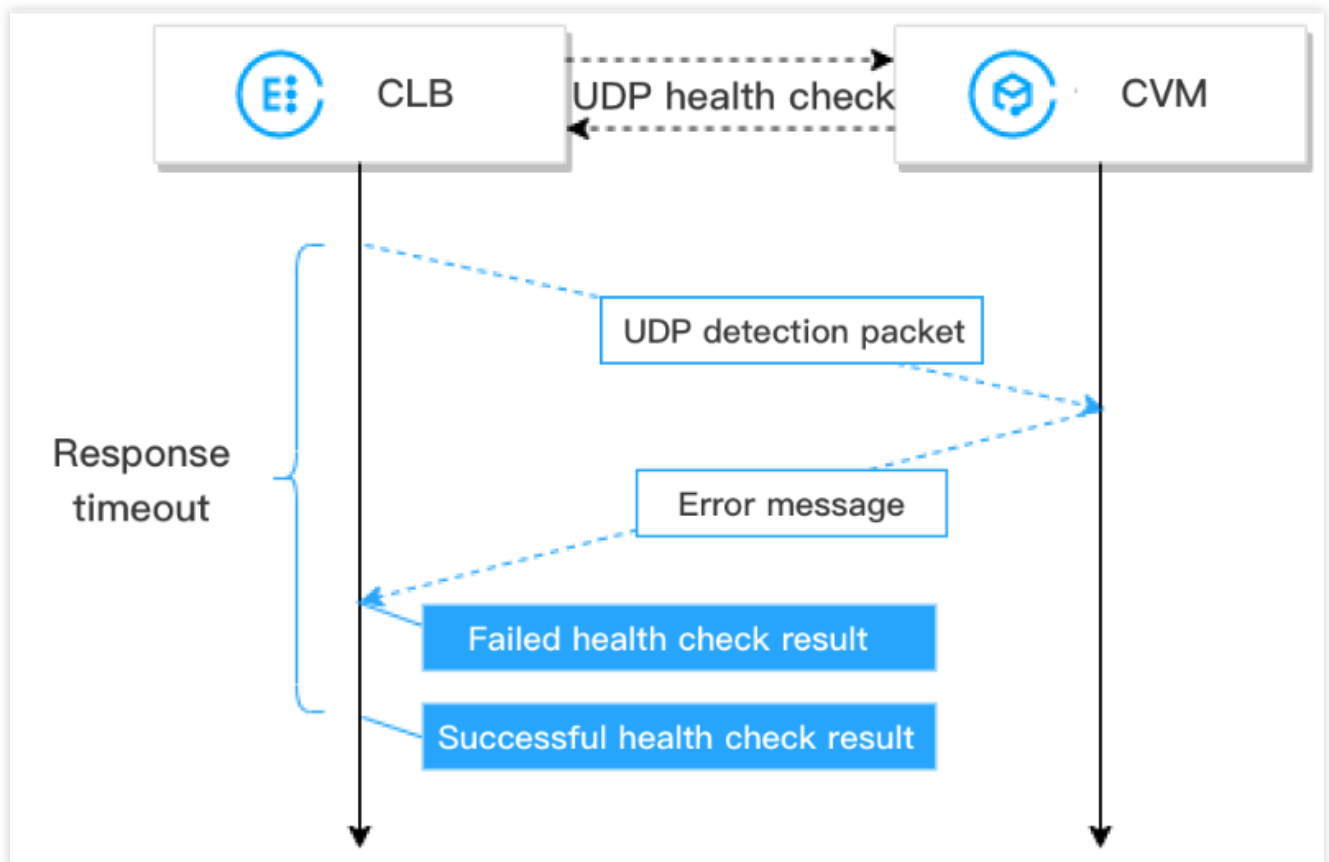 CLB
UDP health check
CVM
UDP detection packet
Response
timeout
Error message
Failed health check result
Successful health check result